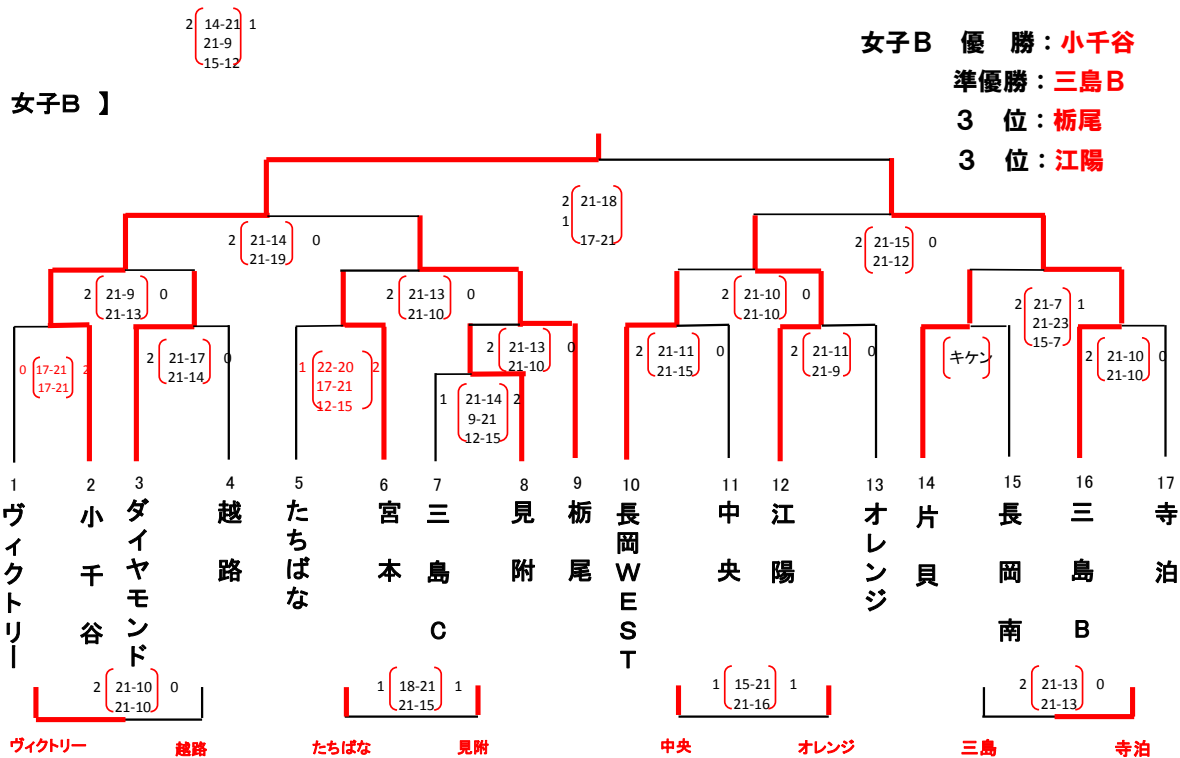 2 14-21 1
21-9
15-12
女子B 優 勝：小千谷
準優勝：三島B
3 位：栃尾
3 位：江陽
女子B 】
2 21-18
1
17-21
2 21-14 0
21-19
2 21-15 0
21-12
2 21-9 0
21-13
2 21-13 0
21-10
2 21-10 0
21-10
2 21-7 1
21-23
15-7
0 17-21 2
17-21
2 21-17 0
21-14
1 22-20 2
17-21
12-15
2 21-13 0
21-10
1 21-14 2
9-21
12-15
2 21-11 0
21-15
2 21-11 0
21-9
キケン
2 21-10 0
21-10
1 2 3 4 5 6 7 8 9 10 11 12 13 14 15 16 17
ヴィクトリー
小千谷
ダイヤモンド
越路
たちばな
宮本
三島C
見附
栃尾
長岡WEST
中央
江陽
オレンジ
片貝
長岡南
三島B
寺泊
2 21-10 0
21-10
1 18-21 1
21-15
1 15-21 1
21-16
2 21-13 0
21-13
ヴィクトリー 越路 たちばな 見附 中央 オレンジ 三島 寺泊